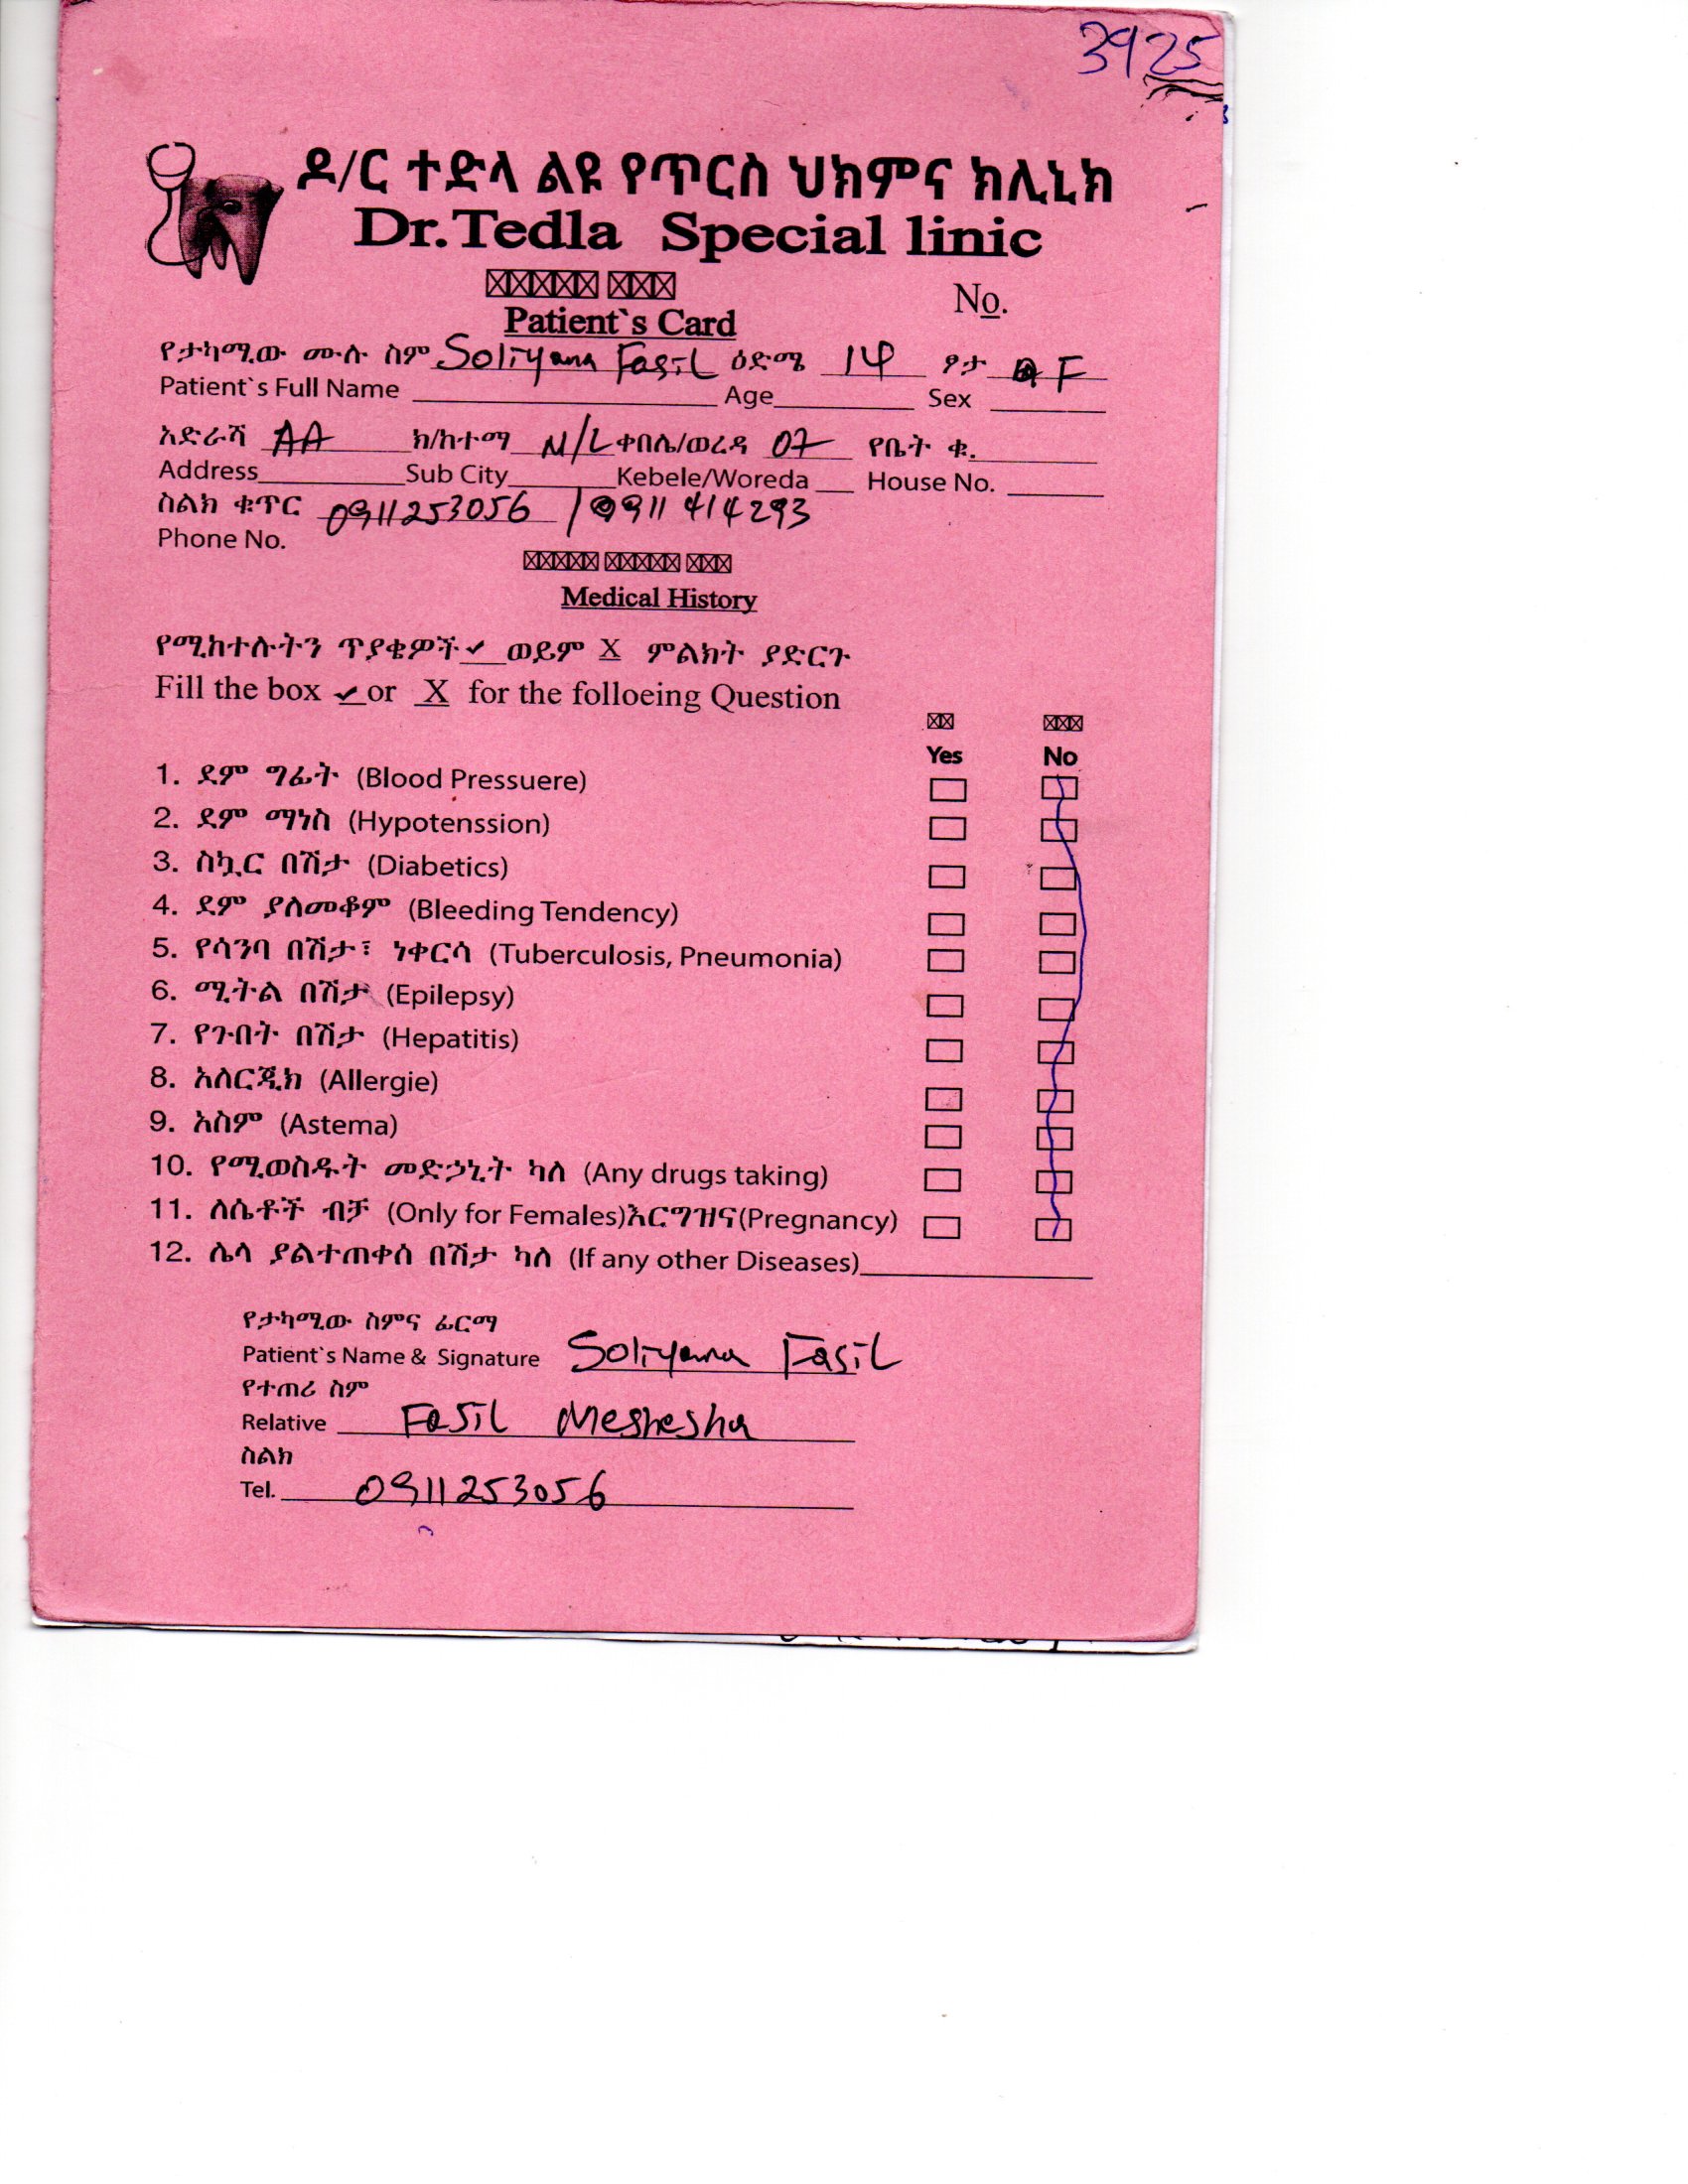 3925
ዶ/ር ተድላ ልዩ የጥርስ ህክምና ክሊኒክ
Dr.Tedla Special linic
No.
Patient`s Card
የታካሚው ሙሉ ስም Soliyana Fasil ዕድሜ 14 ፆታ F
Patient`s Full Name Age Sex
አድራሻ AA ክ/ከተማ N/L ቀበሌ/ወረዳ 07 የቤት ቁ.
Address Sub City Kebele/Woreda House No.
ስልክ ቁጥር 0911253056 / 0911 414293
Phone No.
Medical History
የሚከተሉትን ጥያቄዎች ✓ ወይም X ምልክት ያድርጉ
Fill the box ✓ or X for the folloeing Question
Yes No
1. ደም ግፊት (Blood Pressuere)
2. ደም ማነስ (Hypotenssion)
3. ስኳር በሽታ (Diabetics)
4. ደም ያለመቆም (Bleeding Tendency)
5. የሳንባ በሽታ፣ ነቀርሳ (Tuberculosis, Pneumonia)
6. ሚትል በሽታ (Epilepsy)
7. የጉበት በሽታ (Hepatitis)
8. አለርጂክ (Allergie)
9. አስም (Astema)
10. የሚወስዱት መድኃኒት ካለ (Any drugs taking)
11. ለሴቶች ብቻ (Only for Females)እርግዝና(Pregnancy)
12. ሌላ ያልተጠቀሰ በሽታ ካለ (If any other Diseases)
የታካሚው ስምና ፊርማ
Patient`s Name & Signature Soliyana Fasil
የተጠሪ ስም
Relative Fasil Meshesha
ስልክ
Tel. 0911253056